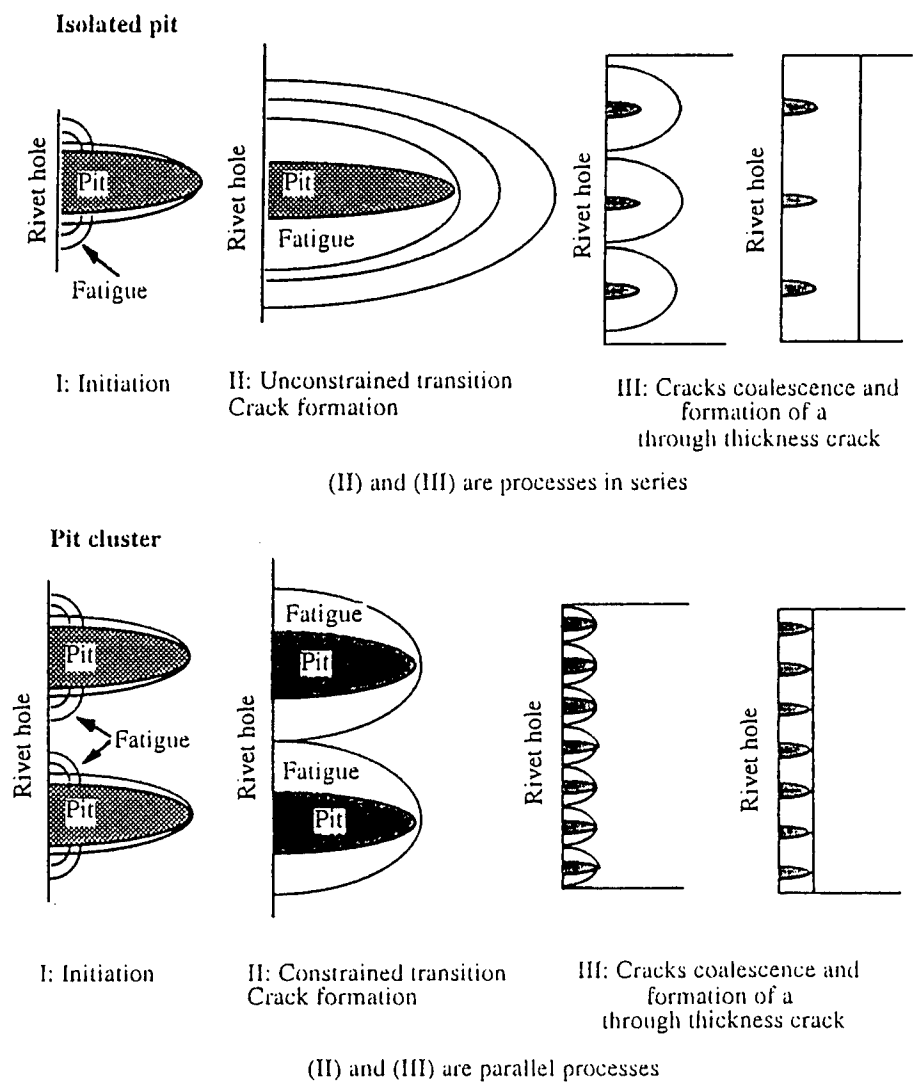 Isolated pit
Rivet hole
Pit
Fatigue
Rivet hole
Pit
Fatigue
Rivet hole
Rivet hole
I: Initiation
II: Unconstrained transition
Crack formation
III: Cracks coalescence and
formation of a
through thickness crack
(II) and (III) are processes in series
Pit cluster
Rivet hole
Pit
Fatigue
Pit
Rivet hole
Fatigue
Pit
Fatigue
Pit
Rivet hole
Rivet hole
I: Initiation
II: Constrained transition
Crack formation
III: Cracks coalescence and
formation of a
through thickness crack
(II) and (III) are parallel processes